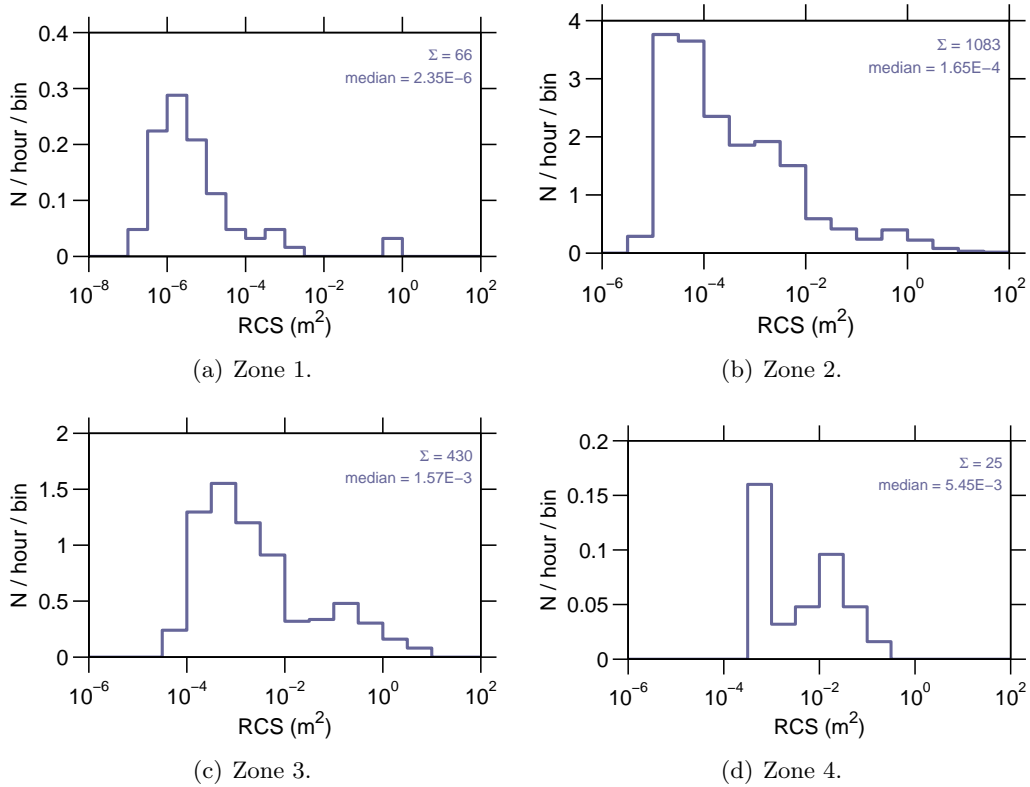 0.4
0.3
0.2
0.1
0
N / hour / bin
Σ = 66
median = 2.35E−6
10^−8 10^−6 10^−4 10^−2 10^0 10^2
RCS (m^2)
(a) Zone 1.
4
3
2
1
0
N / hour / bin
Σ = 1083
median = 1.65E−4
10^−6 10^−4 10^−2 10^0 10^2
RCS (m^2)
(b) Zone 2.
2
1.5
1
0.5
0
N / hour / bin
Σ = 430
median = 1.57E−3
10^−6 10^−4 10^−2 10^0 10^2
RCS (m^2)
(c) Zone 3.
0.2
0.15
0.1
0.05
0
N / hour / bin
Σ = 25
median = 5.45E−3
10^−6 10^−4 10^−2 10^0 10^2
RCS (m^2)
(d) Zone 4.